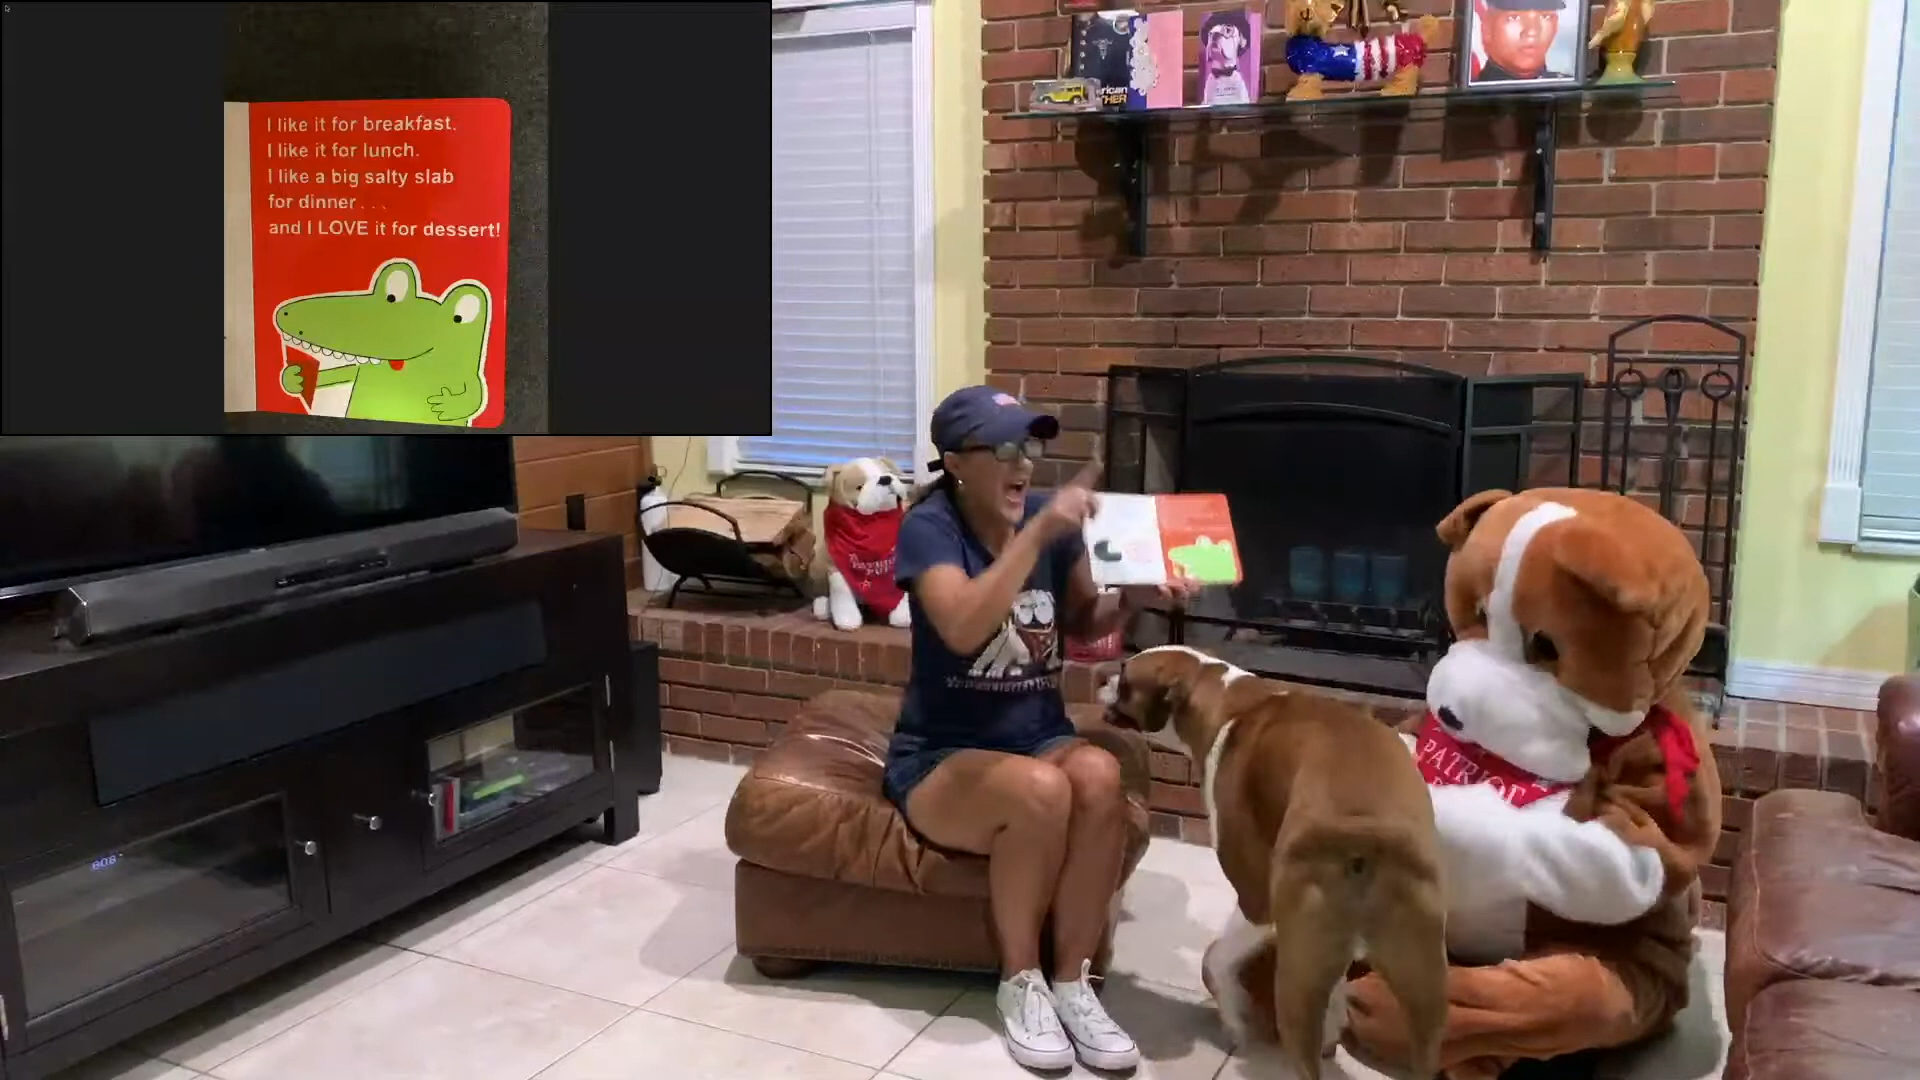 I like it for breakfast.
I like it for lunch.
I like a big salty slab
for dinner . . .
and I LOVE it for dessert!
PATRIOT